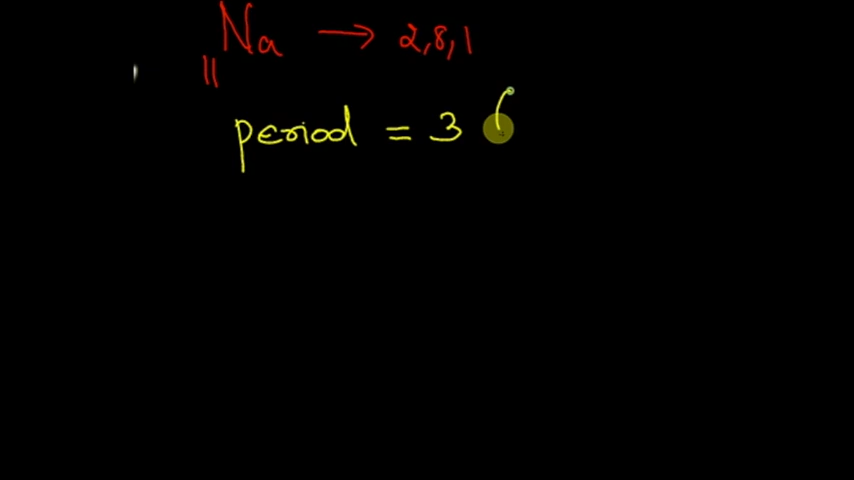 11Na → 2,8,1
period = 3 (